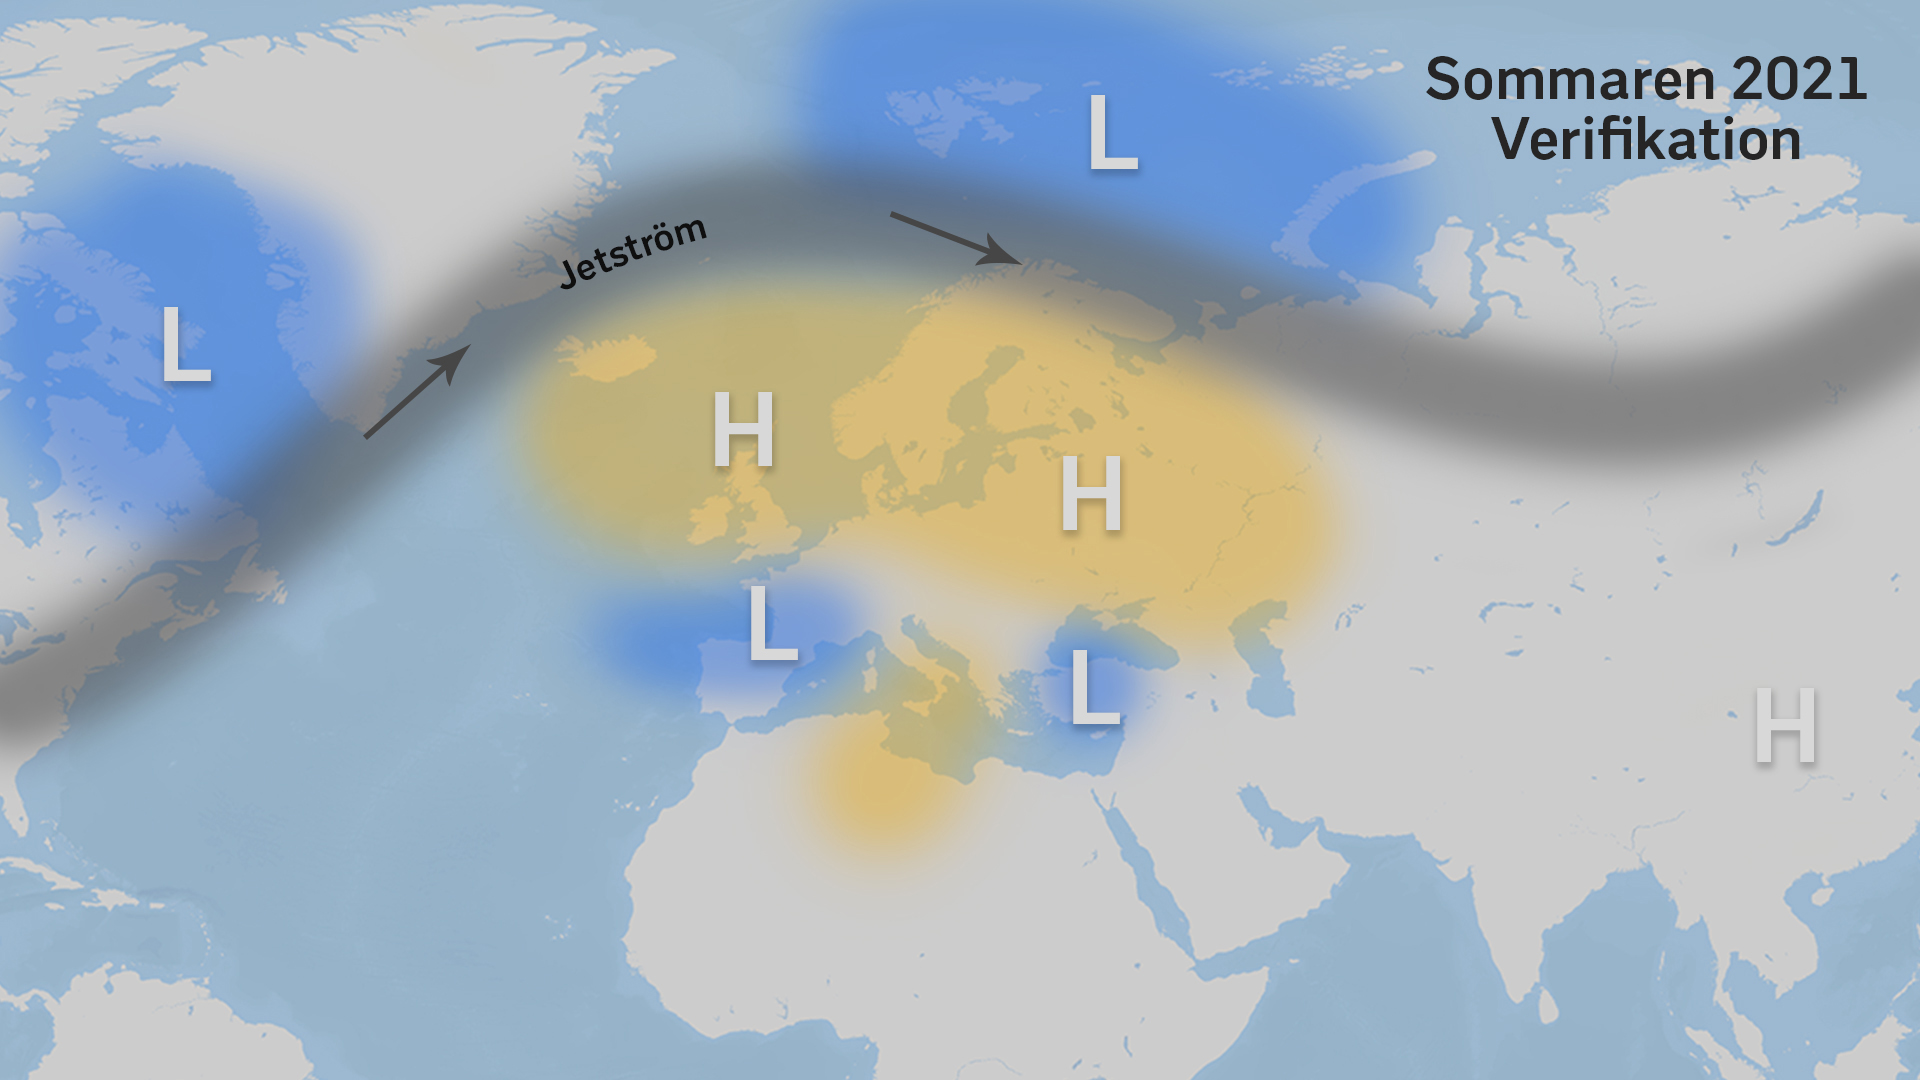 Sommaren 2021
Verifikation
L
Jetström
L
H
H
L
L
H